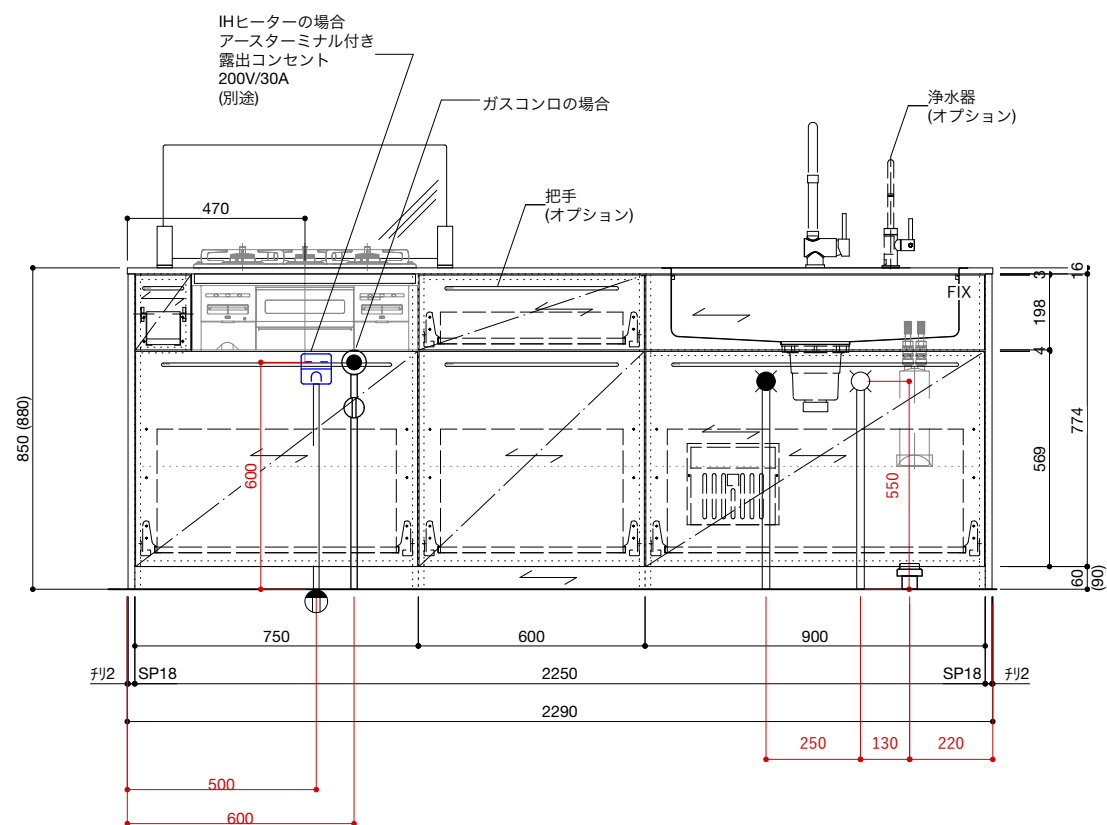 IHヒーターの場合
アースターミナル付き
露出コンセント
200V/30A
(別途)
ガスコンロの場合
浄水器
(オプション)
把手
(オプション)
470
FIX
16
3
198
4
774
569
60
(90)
850 (880)
600
550
750
600
900
ﾁﾘ2
SP18
2250
SP18
ﾁﾘ2
2290
250
130
220
500
600